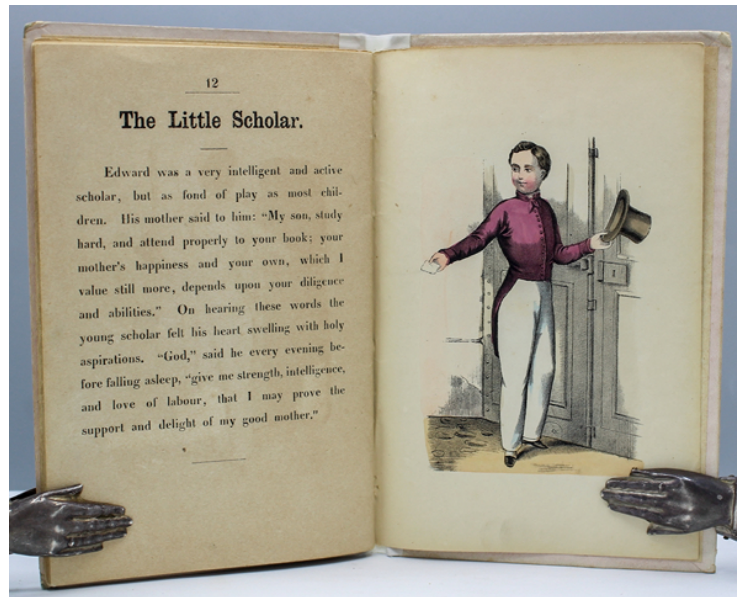 12
The Little Scholar.
Edward was a very intelligent and active
scholar, but as fond of play as most chil-
dren. His mother said to him: "My son, study
hard, and attend properly to your book; your
mother's happiness and your own, which I
value still more, depends upon your diligence
and abilities." On hearing these words the
young scholar felt his heart swelling with holy
aspirations. "God," said he every evening be-
fore falling asleep, "give me strength, intelligence,
and love of labour, that I may prove the
support and delight of my good mother."